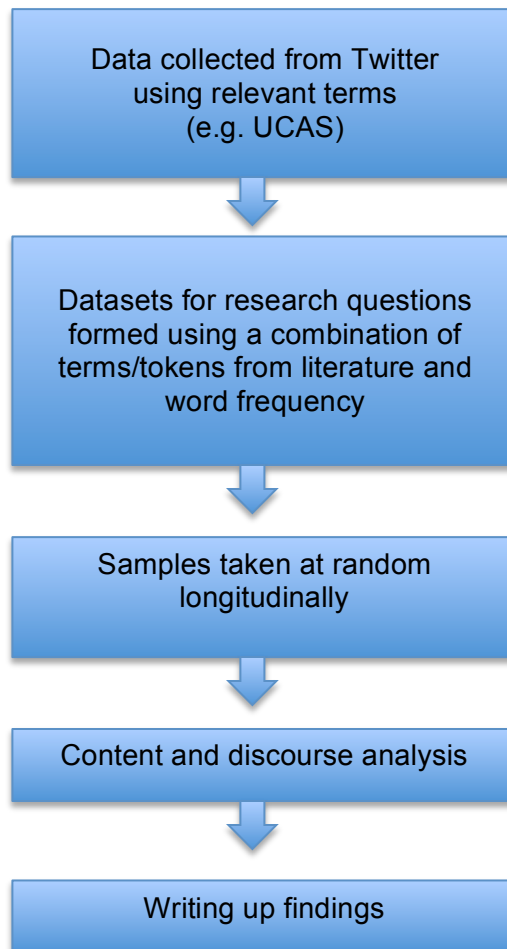 Data collected from Twitter
using relevant terms
(e.g. UCAS)
Datasets for research questions
formed using a combination of
terms/tokens from literature and
word frequency
Samples taken at random
longitudinally
Content and discourse analysis
Writing up findings